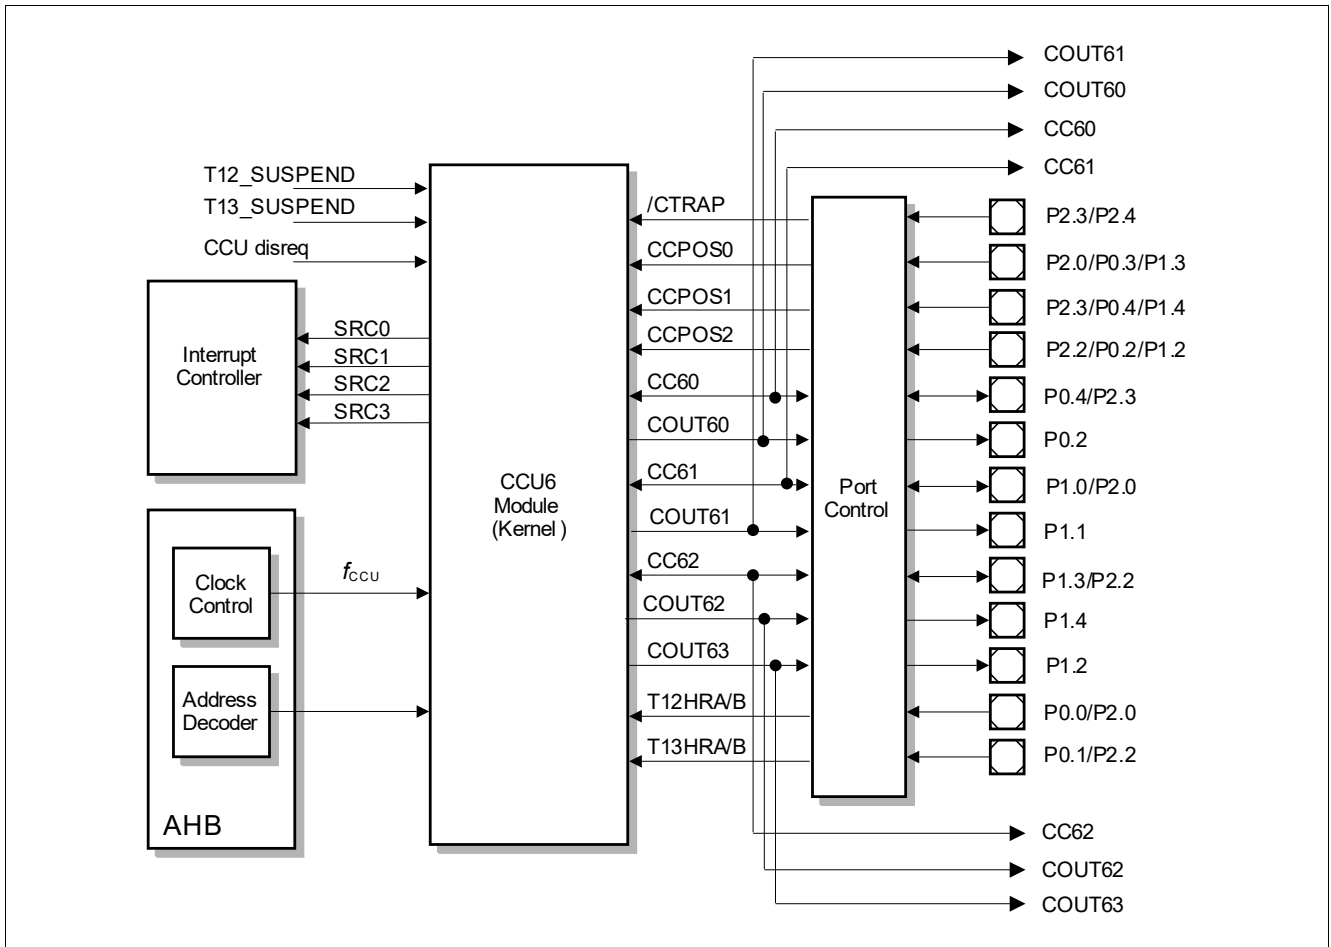 COUT61
COUT60
CC60
CC61
T12_SUSPEND
T13_SUSPEND
CCU disreq
/CTRAP
CCPOS0
CCPOS1
CCPOS2
CC60
COUT60
CC61
COUT61
CC62
COUT62
COUT63
T12HRA/B
T13HRA/B
P2.3/P2.4
P2.0/P0.3/P1.3
P2.3/P0.4/P1.4
P2.2/P0.2/P1.2
P0.4/P2.3
P0.2
P1.0/P2.0
P1.1
P1.3/P2.2
P1.4
P1.2
P0.0/P2.0
P0.1/P2.2
Interrupt
Controller
SRC0
SRC1
SRC2
SRC3
CCU6
Module
(Kernel )
Port
Control
Clock
Control
fCCU
Address
Decoder
AHB
CC62
COUT62
COUT63